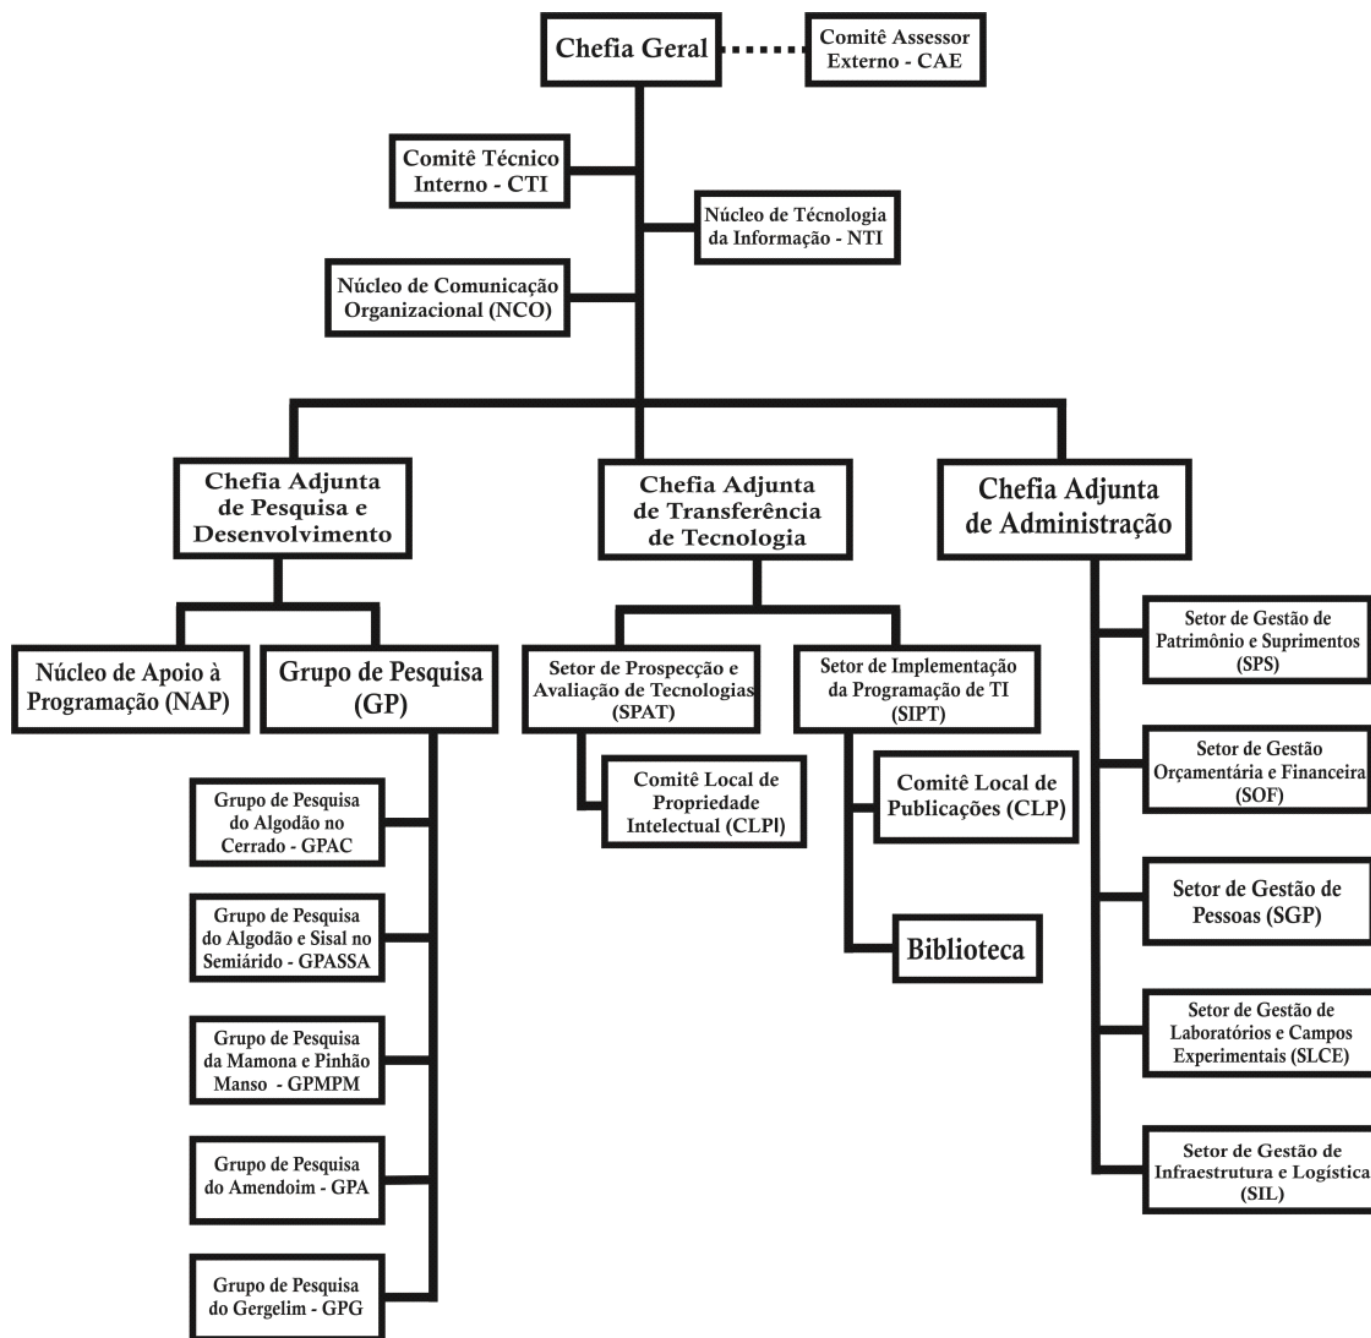 Chefia Geral
Comitê Assessor
Externo - CAE
Comitê Técnico
Interno - CTI
Núcleo de Técnologia
da Informação - NTI
Núcleo de Comunicação
Organizacional (NCO)
Chefia Adjunta
de Pesquisa e
Desenvolvimento
Chefia Adjunta
de Transferência
de Tecnologia
Chefia Adjunta
de Administração
Núcleo de Apoio à
Programação (NAP)
Grupo de Pesquisa
(GP)
Setor de Prospecção e
Avaliação de Tecnologias
(SPAT)
Setor de Implementação
da Programação de TI
(SIPT)
Setor de Gestão de
Patrimônio e Suprimentos
(SPS)
Grupo de Pesquisa
do Algodão no
Cerrado - GPAC
Comitê Local de
Propriedade
Intelectual (CLPI)
Comitê Local de
Publicações (CLP)
Setor de Gestão
Orçamentária e Financeira
(SOF)
Grupo de Pesquisa
do Algodão e Sisal no
Semiárido - GPASSA
Biblioteca
Setor de Gestão de
Pessoas (SGP)
Grupo de Pesquisa
da Mamona e Pinhão
Manso - GPMPM
Setor de Gestão de
Laboratórios e Campos
Experimentais (SLCE)
Grupo de Pesquisa
do Amendoim - GPA
Setor de Gestão de
Infraestrutura e Logística
(SIL)
Grupo de Pesquisa
do Gergelim - GPG